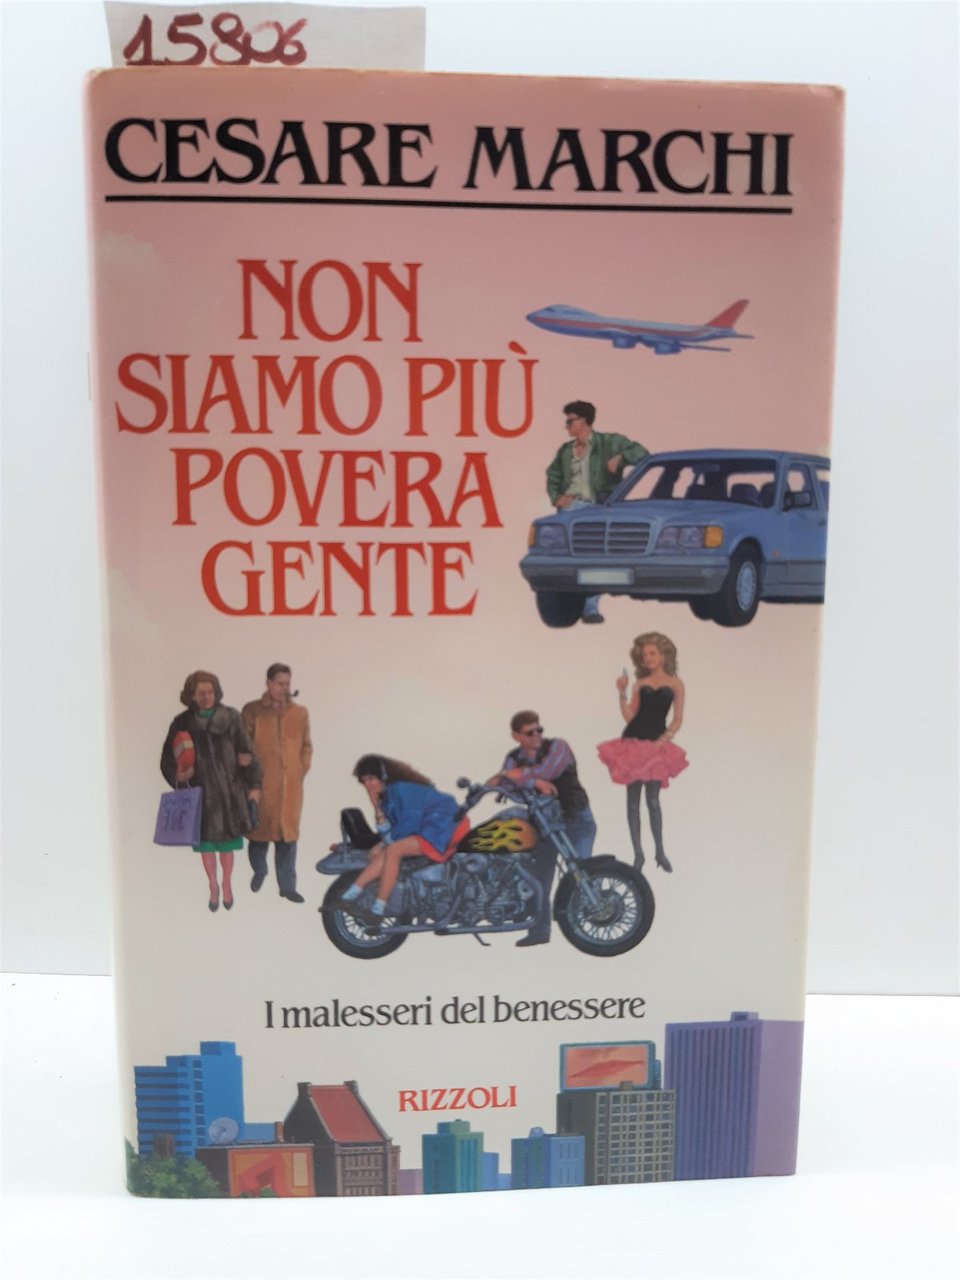 15806
CESARE MARCHI
NON
SIAMO PIÙ
POVERA
GENTE
I malesseri del benessere
RIZZOLI